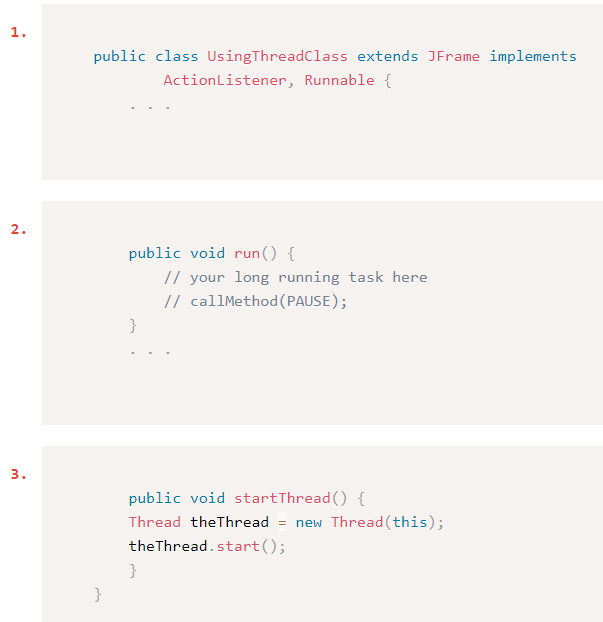 1.
public class UsingThreadClass extends JFrame implements
ActionListener, Runnable {
. . .
2.
public void run() {
// your long running task here
// callMethod(PAUSE);
}
. . .
3.
public void startThread() {
Thread theThread = new Thread(this);
theThread.start();
}
}